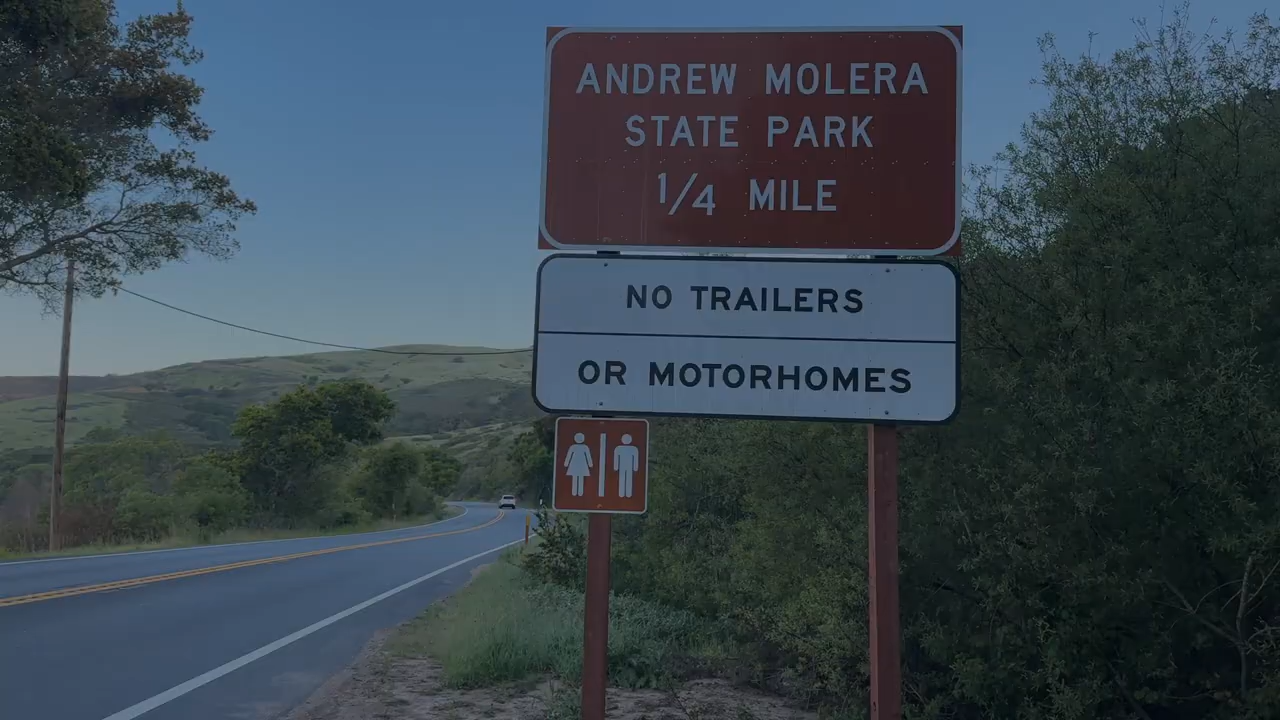 ANDREW MOLERA
STATE PARK
1/4 MILE
NO TRAILERS
OR MOTORHOMES